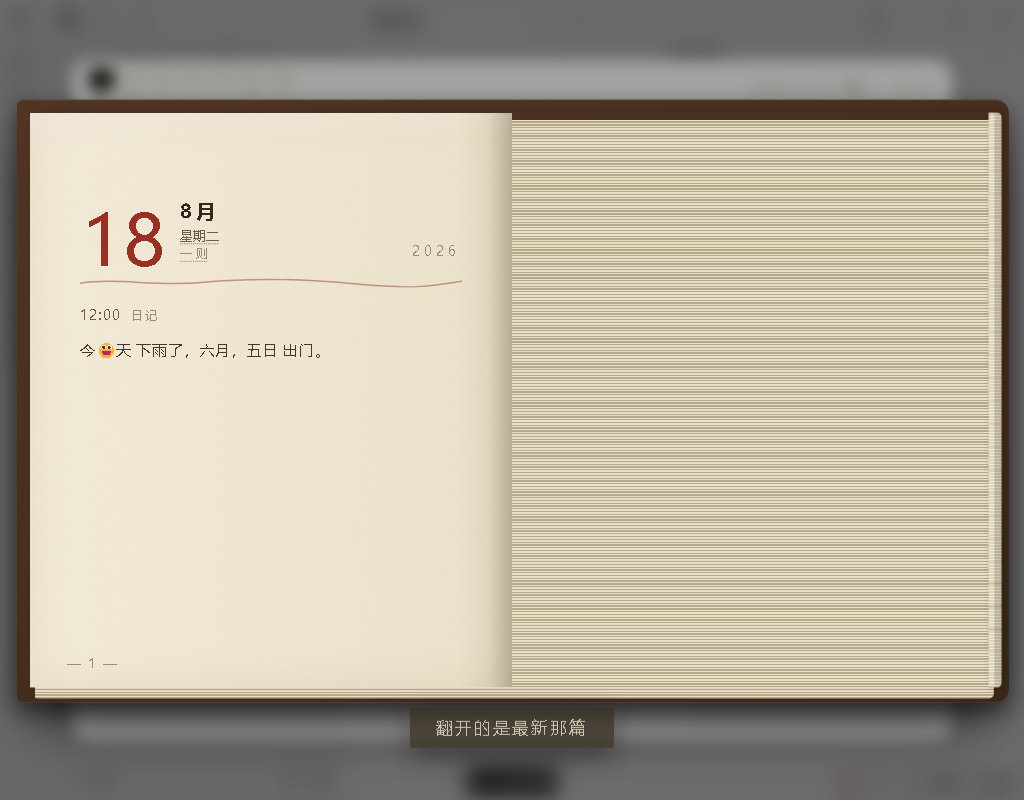 18
8月
星期二
一则
2026
12:00 日记
今😀天 下雨了，六月，五日 出门。
— 1 —
翻开的是最新那篇